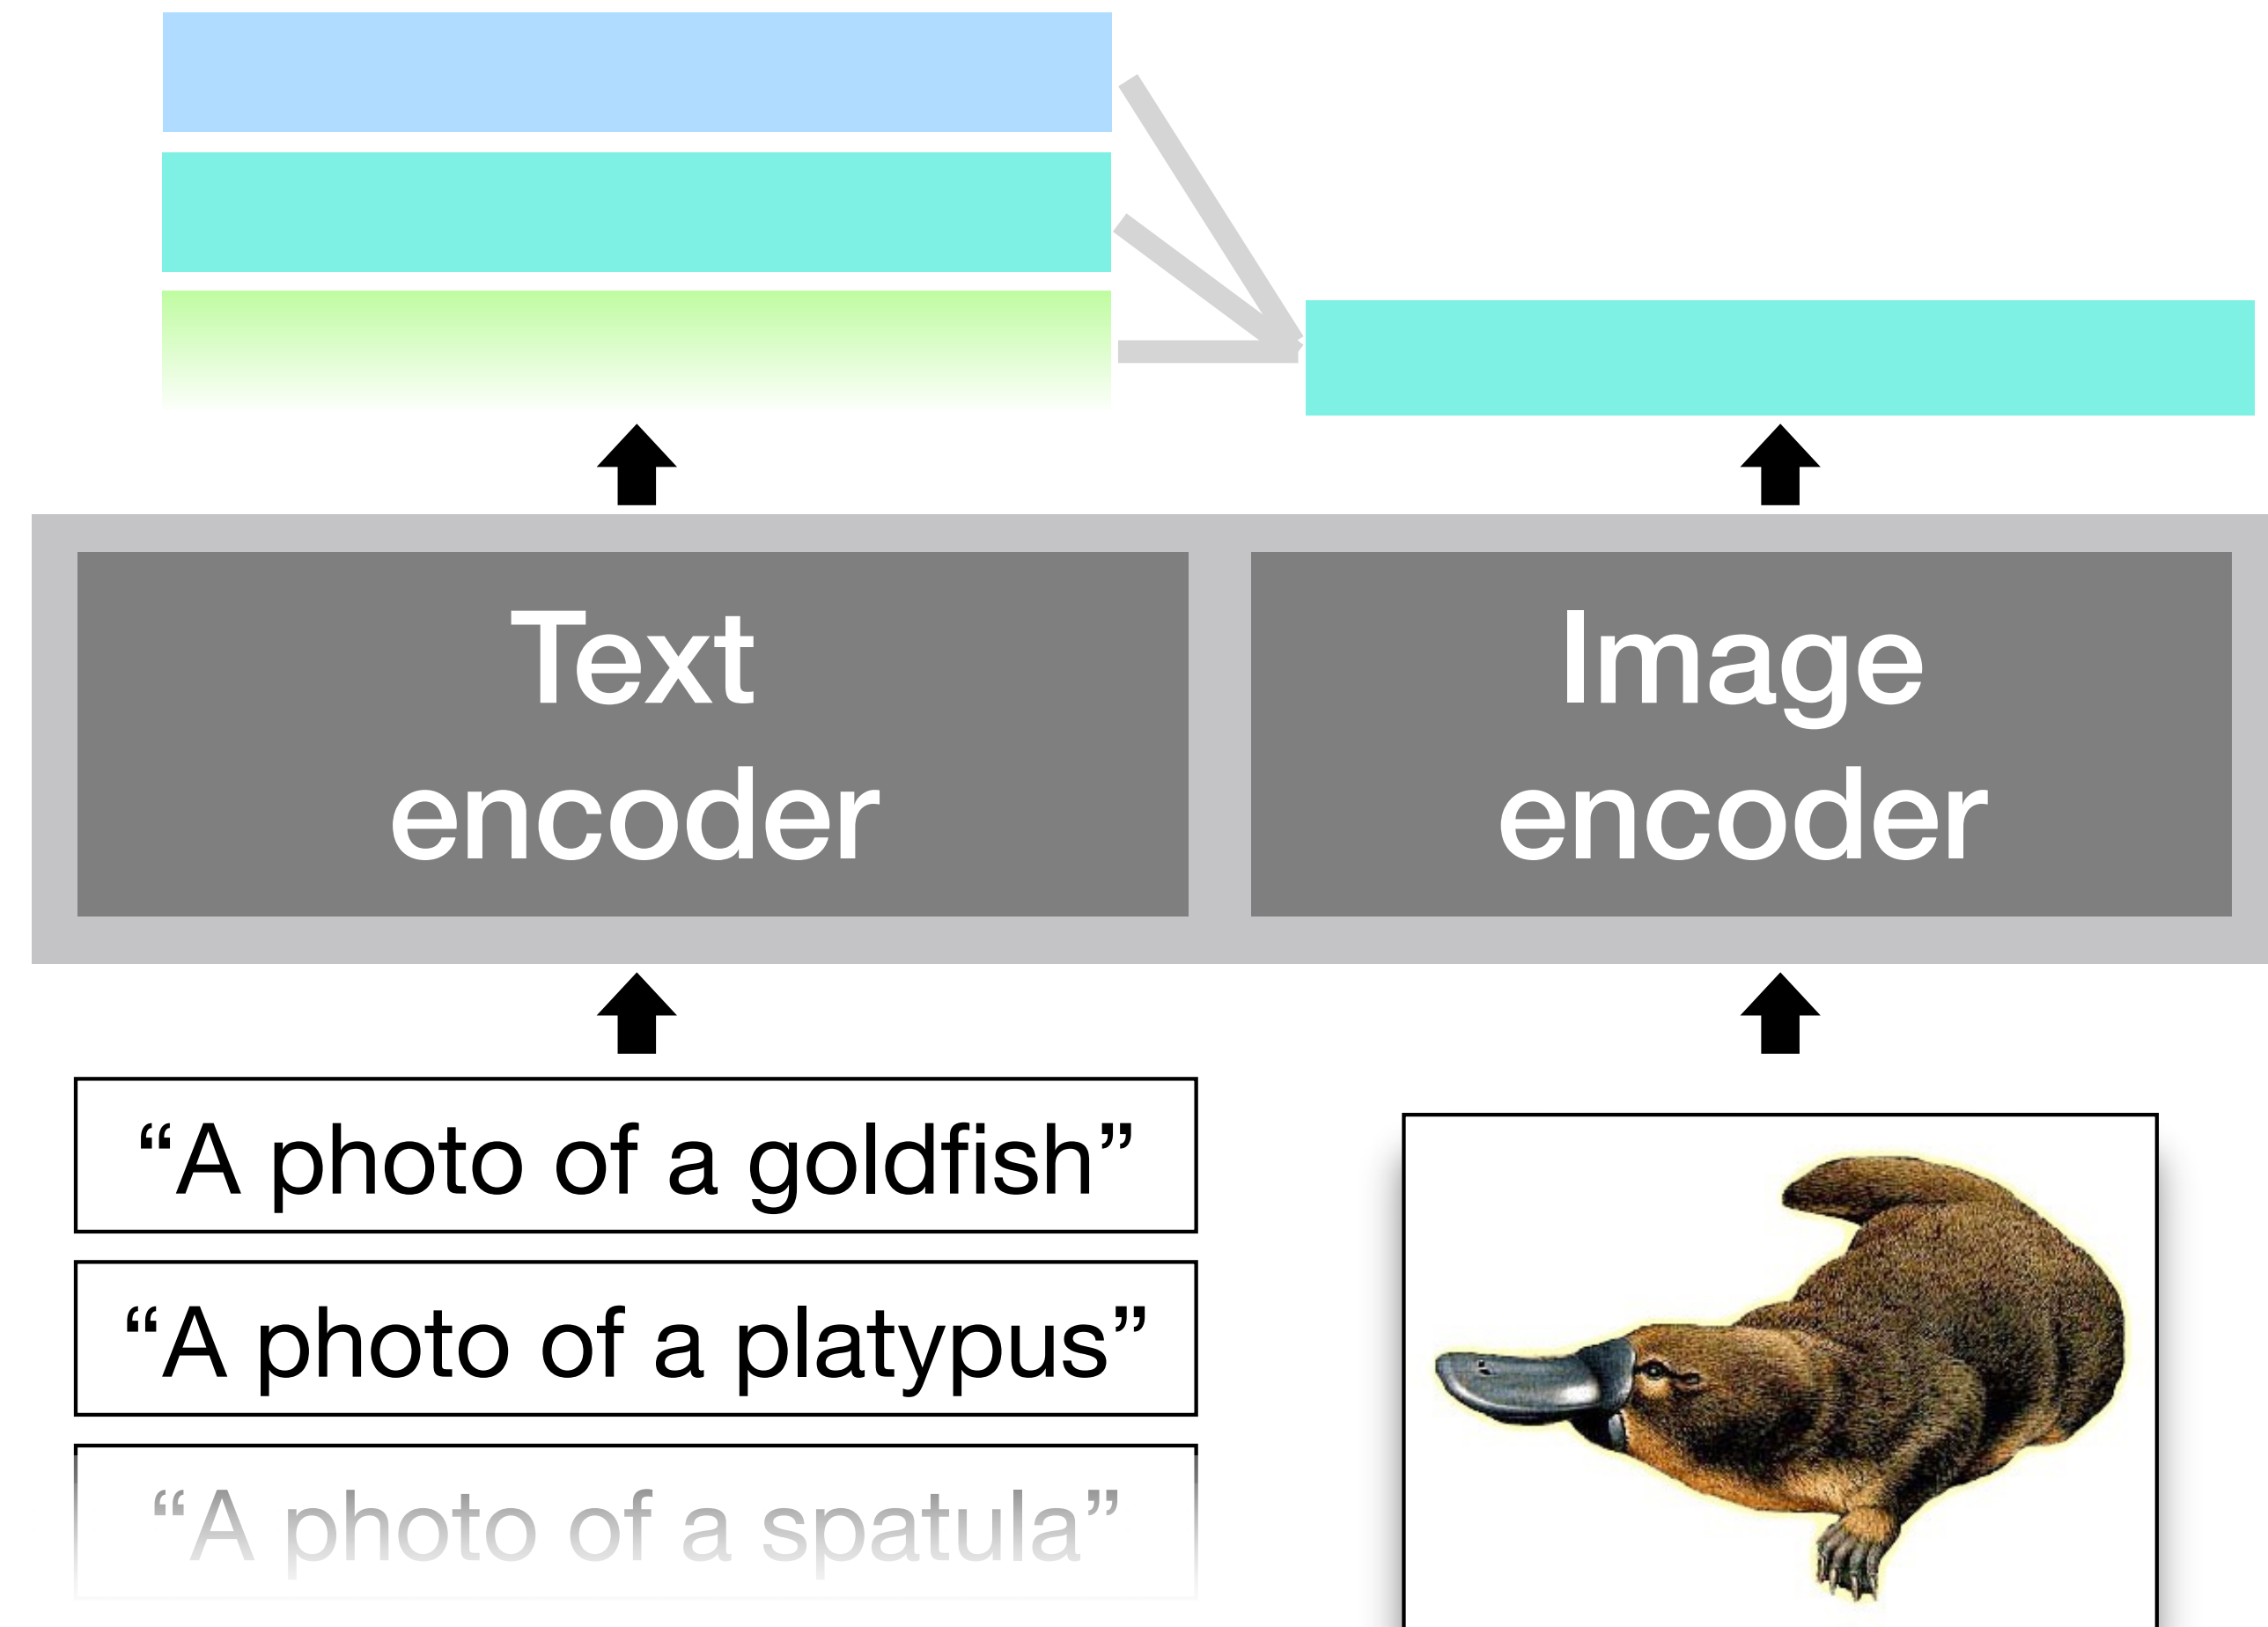 Text
encoder
Image
encoder
“A photo of a goldfish”
“A photo of a platypus”
“A photo of a spatula”